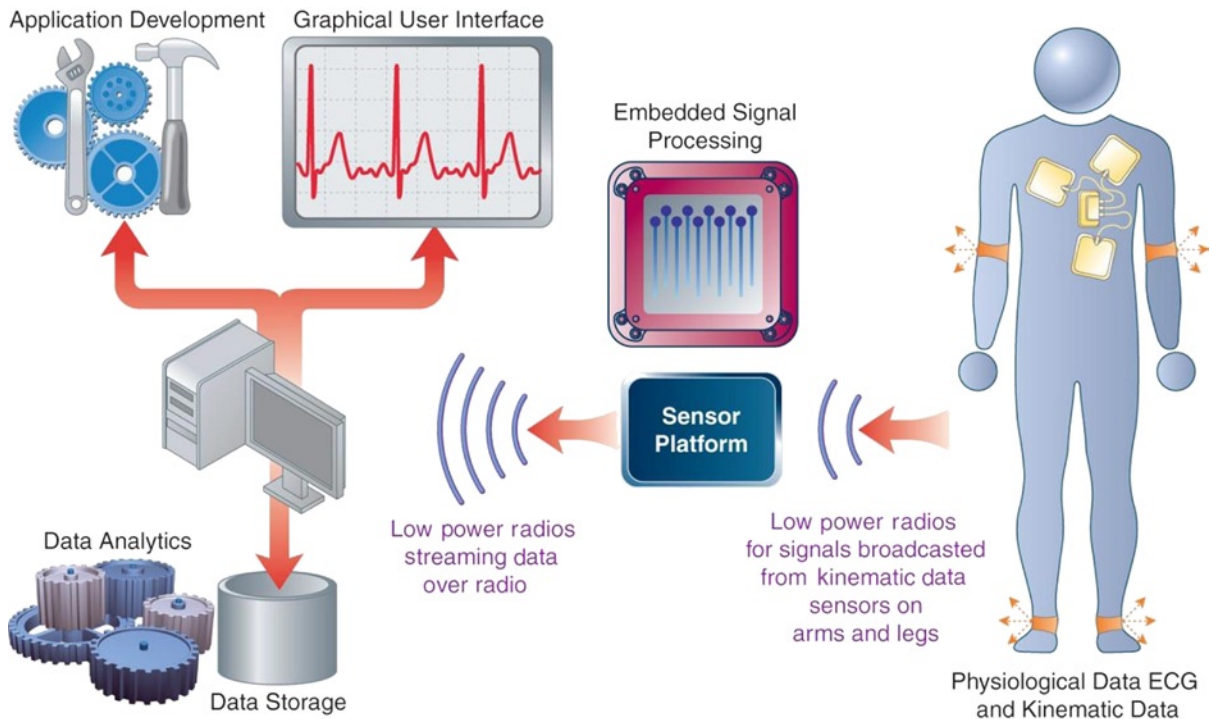 Application Development
Graphical User Interface
Embedded Signal
Processing
Sensor
Platform
Low power radios
streaming data
over radio
Low power radios
for signals broadcasted
from kinematic data
sensors on
arms and legs
Data Analytics
Data Storage
Physiological Data ECG
and Kinematic Data